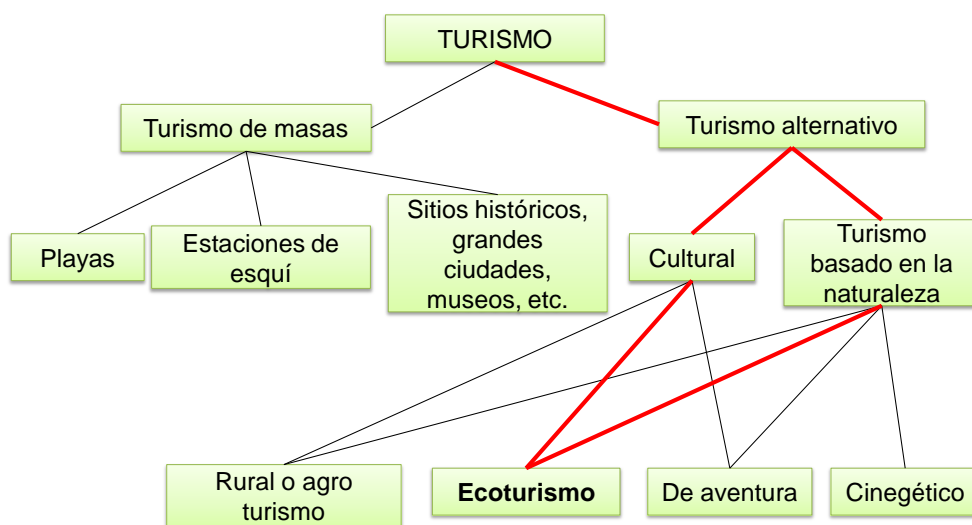 TURISMO
Turismo de masas
Turismo alternativo
Playas
Estaciones de
esquí
Sitios históricos,
grandes
ciudades,
museos, etc.
Cultural
Turismo
basado en la
naturaleza
Rural o agro
turismo
Ecoturismo
De aventura
Cinegético